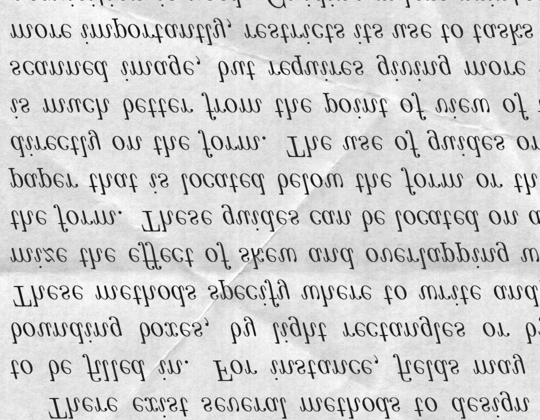 There exist several methods to design
to be filled in. For instance, fields may
bounding boxes, by light rectangles or by
These methods specify where to write and
mize the effect of skew and overlapping
the form. These guides can be located on a
paper that is located below the form or
directly on the form. The use of guides on
is much better from the point of view of
scanned image, but requires giving more
more importantly, restricts its use to tasks